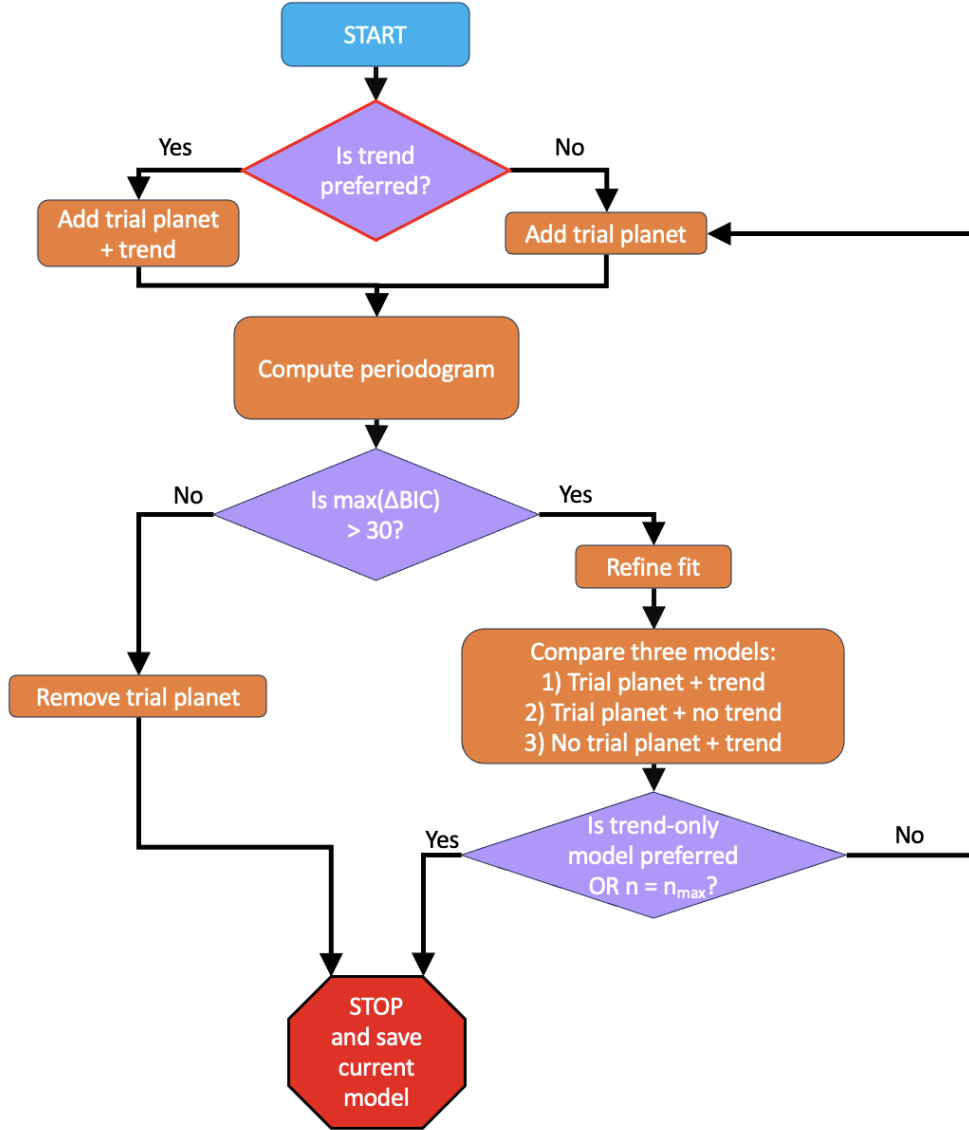 START
Is trend
preferred?
Yes
No
Add trial planet
+ trend
Add trial planet
Compute periodogram
Is max(ΔBIC)
> 30?
No
Yes
Refine fit
Compare three models:
1) Trial planet + trend
2) Trial planet + no trend
3) No trial planet + trend
Remove trial planet
Is trend-only
model preferred
OR n = nmax?
Yes
No
STOP
and save
current
model